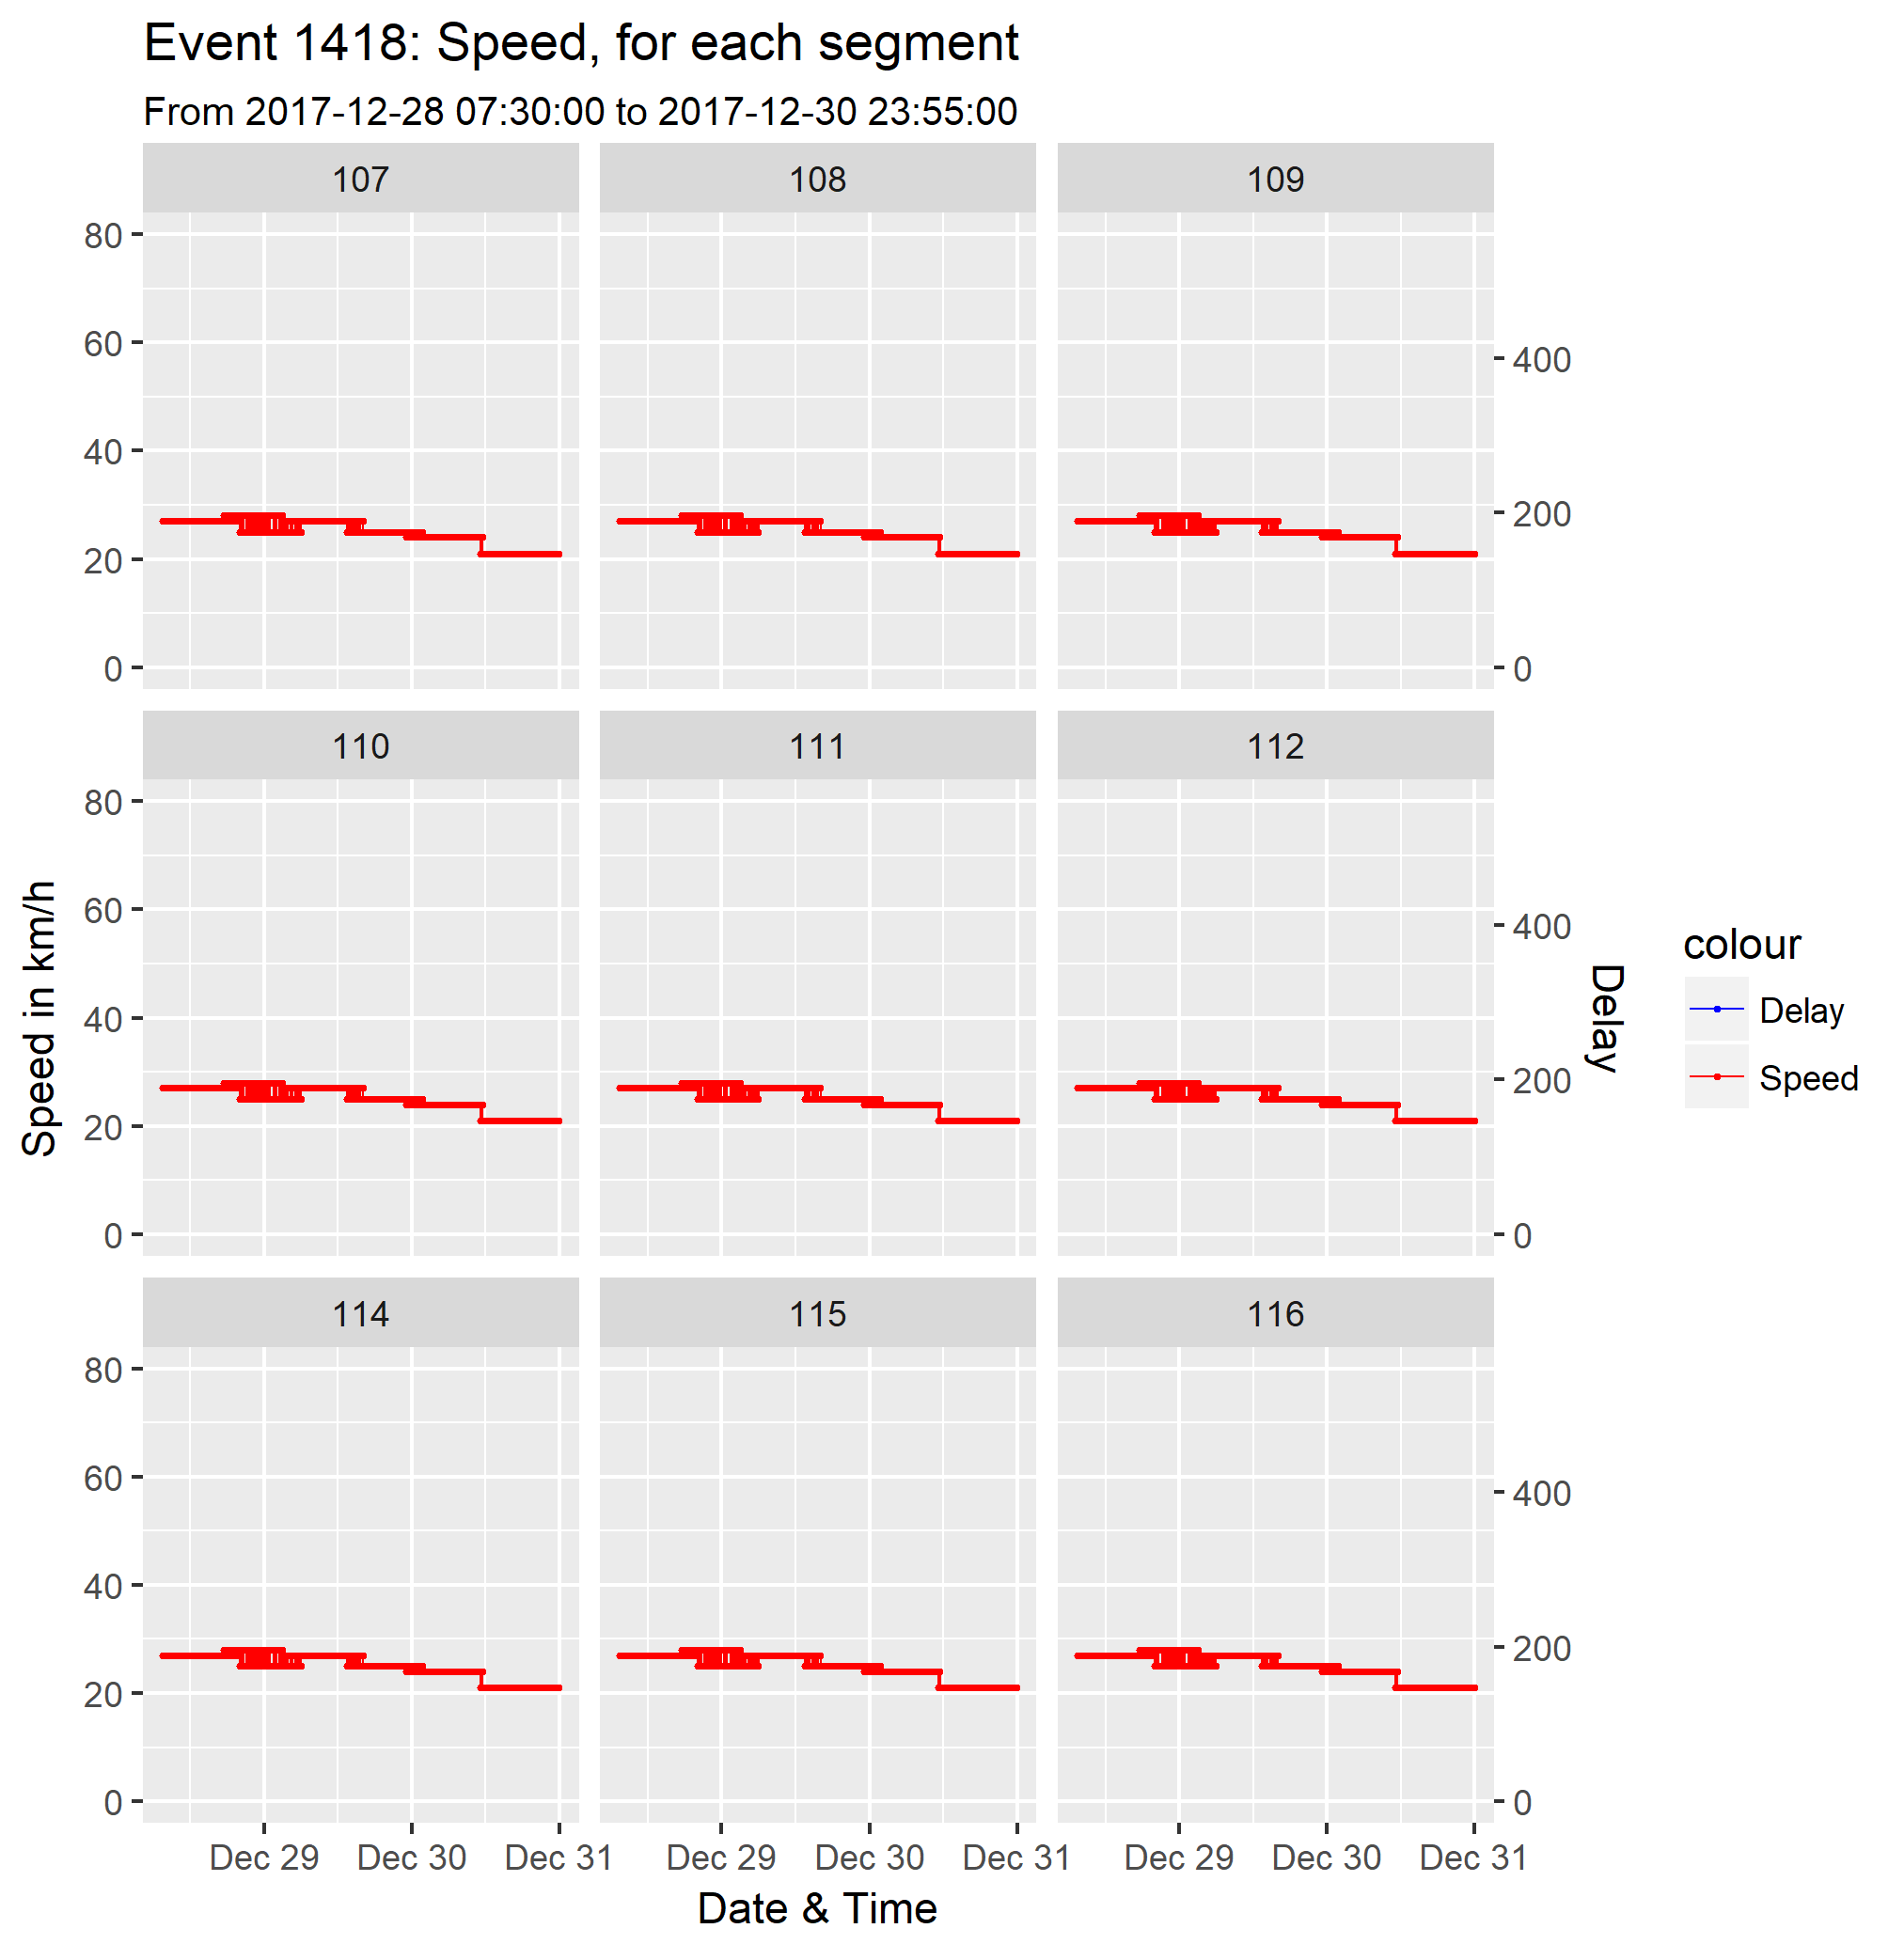 Event 1418: Speed, for each segment
From 2017-12-28 07:30:00 to 2017-12-30 23:55:00
107 108 109
80
60
40
20
0
400
200
0
110 111 112
80
60
40
20
0
400
200
0
114 115 116
80
60
40
20
0
400
200
0
Dec 29 Dec 30 Dec 31 Dec 29 Dec 30 Dec 31 Dec 29 Dec 30 Dec 31
Date & Time
Speed in km/h
Delay
colour
Delay
Speed